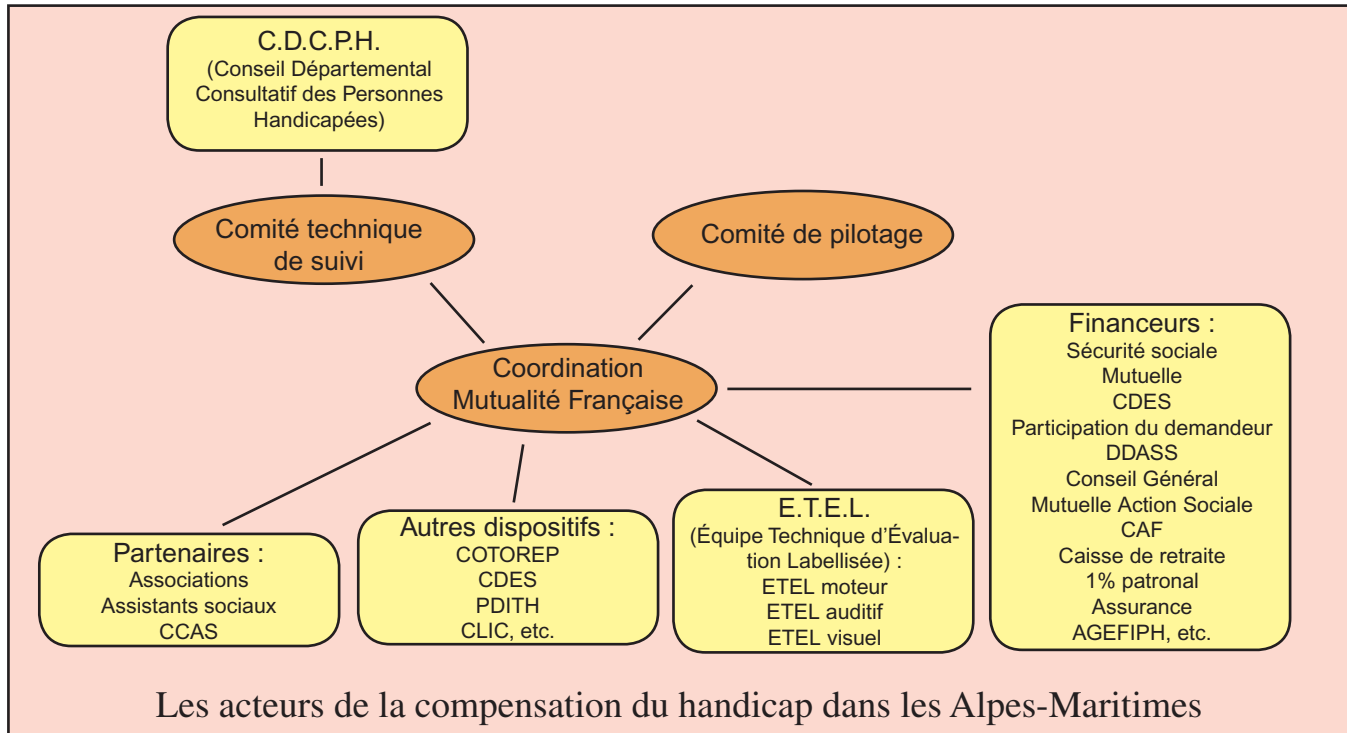 C.D.C.P.H.
(Conseil Départemental
Consultatif des Personnes
Handicapées)
Comité technique
de suivi
Comité de pilotage
Coordination
Mutualité Française
Financeurs :
Sécurité sociale
Mutuelle
CDES
Participation du demandeur
DDASS
Conseil Général
Mutuelle Action Sociale
CAF
Caisse de retraite
1% patronal
Assurance
AGEFIPH, etc.
Partenaires :
Associations
Assistants sociaux
CCAS
Autres dispositifs :
COTOREP
CDES
PDITH
CLIC, etc.
E.T.E.L.
(Équipe Technique d'Évalua-
tion Labellisée) :
ETEL moteur
ETEL auditif
ETEL visuel
Les acteurs de la compensation du handicap dans les Alpes-Maritimes